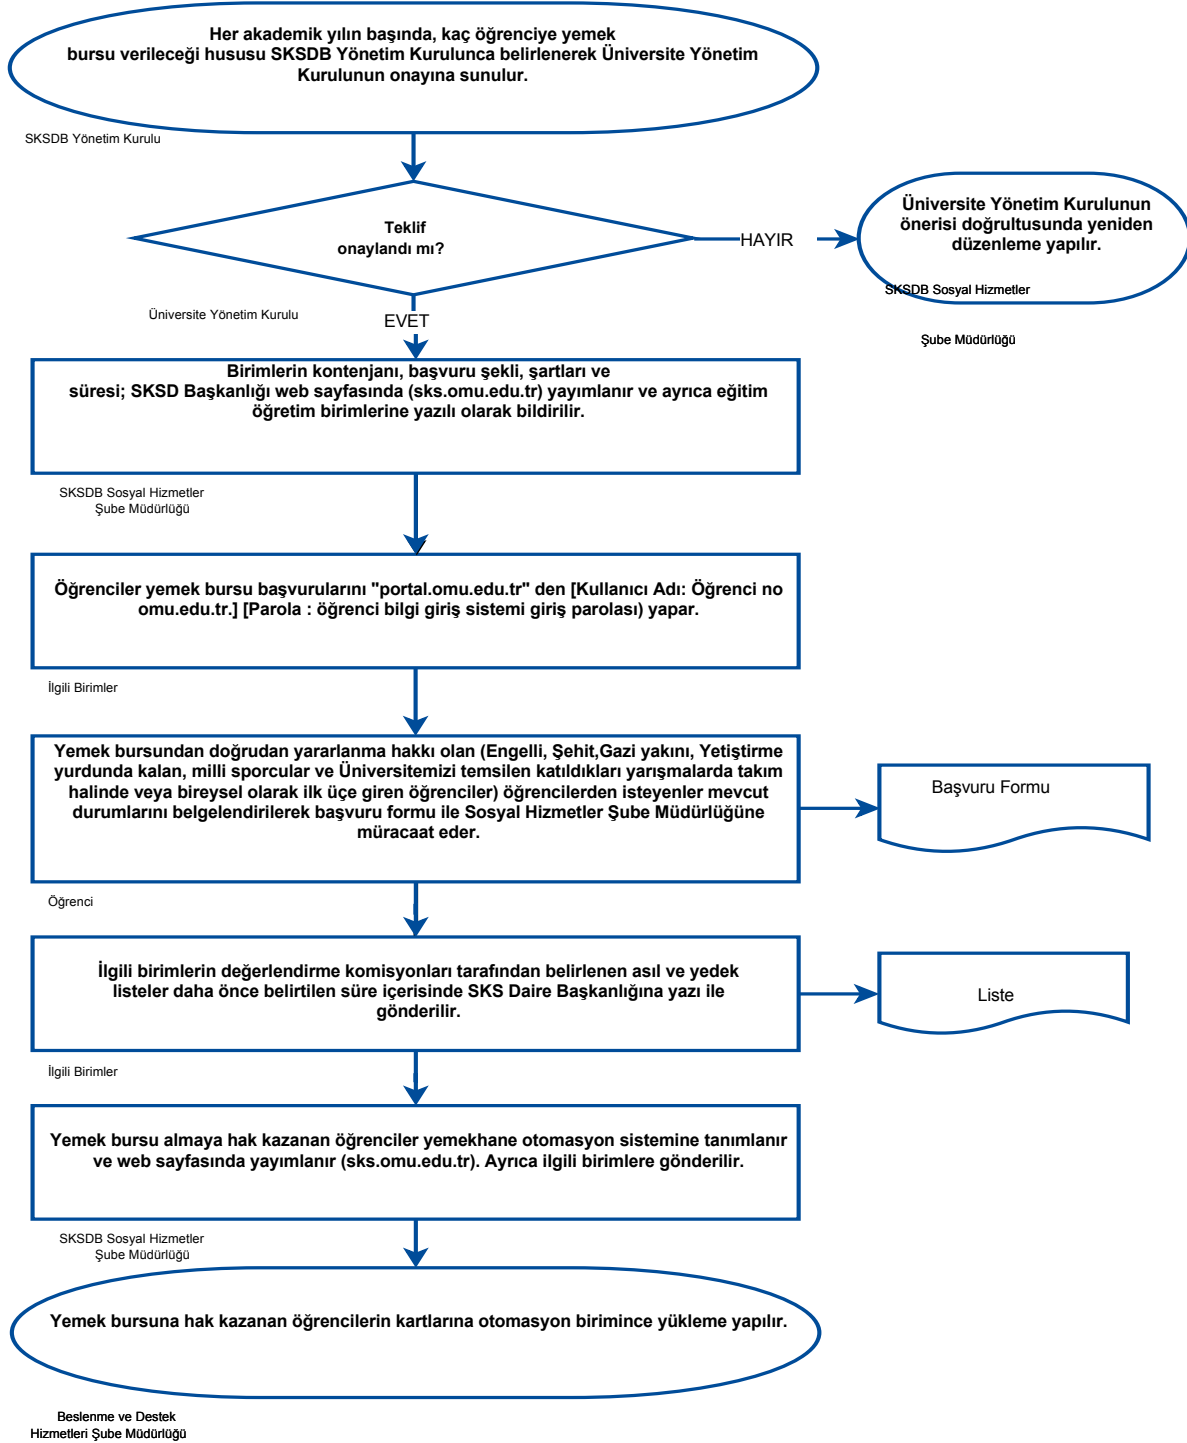 Her akademik yılın başında, kaç öğrenciye yemek
bursu verileceği hususu SKSDB Yönetim Kurulunca belirlenerek Üniversite Yönetim
Kurulunun onayına sunulur.
SKSDB Yönetim Kurulu
Teklif
onaylandı mı?
HAYIR
Üniversite Yönetim Kurulunun
önerisi doğrultusunda yeniden
düzenleme yapılır.
SKSDB Sosyal Hizmetler
Şube Müdürlüğü
Üniversite Yönetim Kurulu
EVET
Birimlerin kontenjanı, başvuru şekli, şartları ve
süresi; SKSD Başkanlığı web sayfasında (sks.omu.edu.tr) yayımlanır ve ayrıca eğitim
öğretim birimlerine yazılı olarak bildirilir.
SKSDB Sosyal Hizmetler
Şube Müdürlüğü
Öğrenciler yemek bursu başvurularını "portal.omu.edu.tr" den [Kullanıcı Adı: Öğrenci no
omu.edu.tr.] [Parola : öğrenci bilgi giriş sistemi giriş parolası) yapar.
İlgili Birimler
Yemek bursundan doğrudan yararlanma hakkı olan (Engelli, Şehit,Gazi yakını, Yetiştirme
yurdunda kalan, milli sporcular ve Üniversitemizi temsilen katıldıkları yarışmalarda takım
halinde veya bireysel olarak ilk üçe giren öğrenciler) öğrencilerden isteyenler mevcut
durumlarını belgelendirilerek başvuru formu ile Sosyal Hizmetler Şube Müdürlüğüne
müracaat eder.
Başvuru Formu
Öğrenci
İlgili birimlerin değerlendirme komisyonları tarafından belirlenen asıl ve yedek
listeler daha önce belirtilen süre içerisinde SKS Daire Başkanlığına yazı ile
gönderilir.
Liste
İlgili Birimler
Yemek bursu almaya hak kazanan öğrenciler yemekhane otomasyon sistemine tanımlanır
ve web sayfasında yayımlanır (sks.omu.edu.tr). Ayrıca ilgili birimlere gönderilir.
SKSDB Sosyal Hizmetler
Şube Müdürlüğü
Yemek bursuna hak kazanan öğrencilerin kartlarına otomasyon birimince yükleme yapılır.
Beslenme ve Destek
Hizmetleri Şube Müdürlüğü